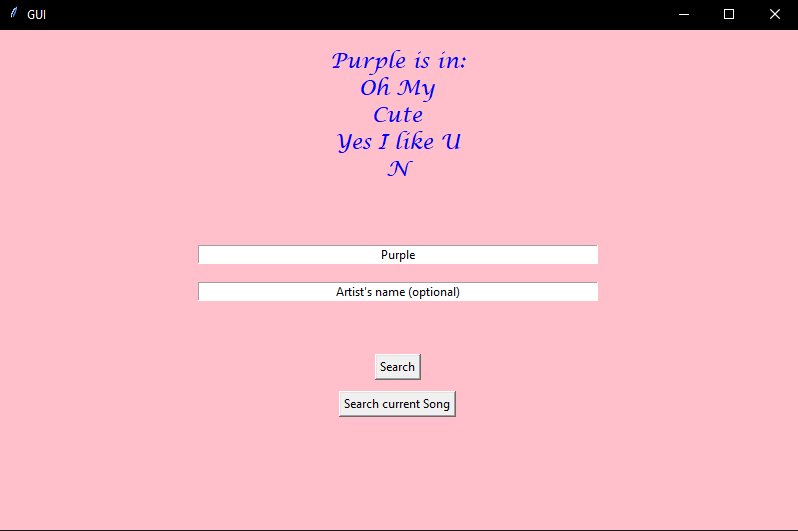 GUI
Purple is in:
Oh My
Cute
Yes I like U
N
Purple
Artist's name (optional)
Search
Search current Song